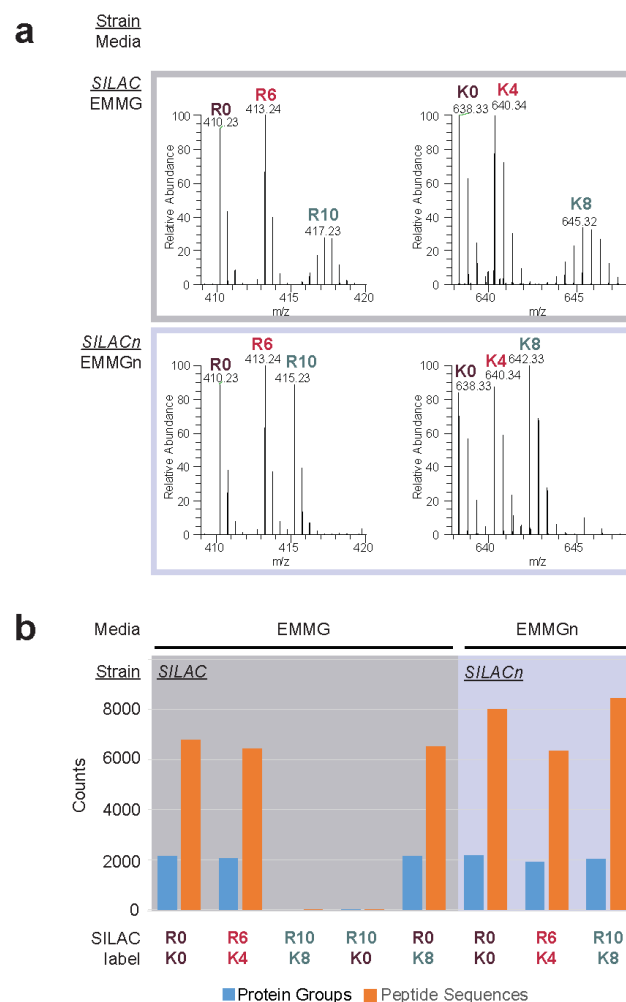 a
Strain
Media
SILAC
EMMG
R0
410.23
R6
413.24
R10
417.23
Relative Abundance
100
80
60
40
20
0
410
415
420
m/z
K0
638.33
K4
640.34
K8
645.32
Relative Abundance
100
80
60
40
20
0
640
645
m/z
SILACn
EMMGn
R0
410.23
R6
413.24
R10
415.23
Relative Abundance
100
80
60
40
20
0
410
415
420
m/z
K0
638.33
K4
640.34
K8
642.33
Relative Abundance
100
80
60
40
20
0
640
645
m/z
b
Media
EMMG
EMMGn
Strain
SILAC
SILACn
Counts
8000
6000
4000
2000
0
SILAC R0 R6 R10 R10 R0 R0 R6 R10
label K0 K4 K8 K0 K8 K0 K4 K8
Protein Groups Peptide Sequences